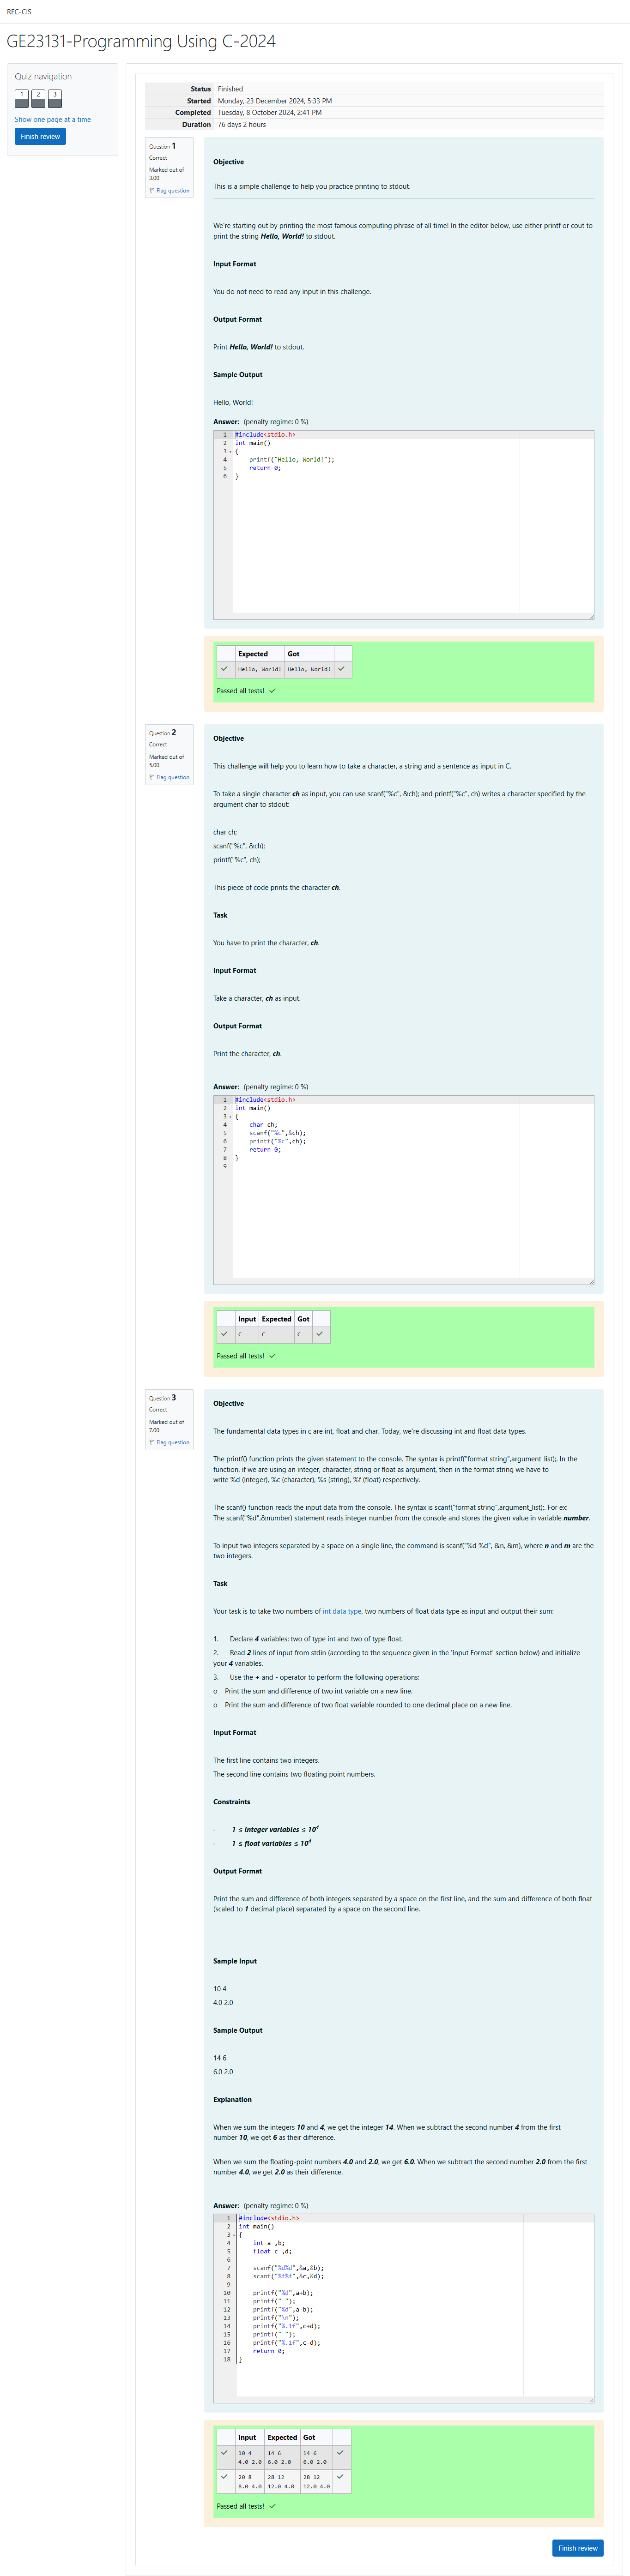 REC-CIS
GE23131-Programming Using C-2024
Quiz navigation
1 2 3
Show one page at a time
Finish review
Status Finished
Started Monday, 23 December 2024, 5:33 PM
Completed Tuesday, 8 October 2024, 2:41 PM
Duration 76 days 2 hours
Question 1
Correct
Marked out of
3.00
Flag question
Objective
This is a simple challenge to help you practice printing to stdout.
We're starting out by printing the most famous computing phrase of all time! In the editor below, use either printf or cout to
print the string Hello, World! to stdout.
Input Format
You do not need to read any input in this challenge.
Output Format
Print Hello, World! to stdout.
Sample Output
Hello, World!
Answer: (penalty regime: 0 %)
1 #include<stdio.h>
2 int main()
3 {
4 printf("Hello, World!");
5 return 0;
6 }
Expected Got
Hello, World! Hello, World!
Passed all tests!
Question 2
Correct
Marked out of
5.00
Flag question
Objective
This challenge will help you to learn how to take a character, a string and a sentence as input in C.
To take a single character ch as input, you can use scanf("%c", &ch); and printf("%c", ch) writes a character specified by the
argument char to stdout:
char ch;
scanf("%c", &ch);
printf("%c", ch);
This piece of code prints the character ch.
Task
You have to print the character, ch.
Input Format
Take a character, ch as input.
Output Format
Print the character, ch.
Answer: (penalty regime: 0 %)
1 #include<stdio.h>
2 int main()
3 {
4 char ch;
5 scanf("%c",&ch);
6 printf("%c",ch);
7 return 0;
8 }
9
Input Expected Got
C C C
Passed all tests!
Question 3
Correct
Marked out of
7.00
Flag question
Objective
The fundamental data types in c are int, float and char. Today, we're discussing int and float data types.
The printf() function prints the given statement to the console. The syntax is printf("format string",argument_list);. In the
function, if we are using an integer, character, string or float as argument, then in the format string we have to
write %d (integer), %c (character), %s (string), %f (float) respectively.
The scanf() function reads the input data from the console. The syntax is scanf("format string",argument_list);. For ex:
The scanf("%d",&number) statement reads integer number from the console and stores the given value in variable number.
To input two integers separated by a space on a single line, the command is scanf("%d %d", &n, &m), where n and m are the
two integers.
Task
Your task is to take two numbers of int data type, two numbers of float data type as input and output their sum:
1. Declare 4 variables: two of type int and two of type float.
2. Read 2 lines of input from stdin (according to the sequence given in the 'Input Format' section below) and initialize
your 4 variables.
3. Use the + and - operator to perform the following operations:
o Print the sum and difference of two int variable on a new line.
o Print the sum and difference of two float variable rounded to one decimal place on a new line.
Input Format
The first line contains two integers.
The second line contains two floating point numbers.
Constraints
· 1 ≤ integer variables ≤ 10⁴
· 1 ≤ float variables ≤ 10⁴
Output Format
Print the sum and difference of both integers separated by a space on the first line, and the sum and difference of both float
(scaled to 1 decimal place) separated by a space on the second line.
Sample Input
10 4
4.0 2.0
Sample Output
14 6
6.0 2.0
Explanation
When we sum the integers 10 and 4, we get the integer 14. When we subtract the second number 4 from the first
number 10, we get 6 as their difference.
When we sum the floating-point numbers 4.0 and 2.0, we get 6.0. When we subtract the second number 2.0 from the first
number 4.0, we get 2.0 as their difference.
Answer: (penalty regime: 0 %)
1 #include<stdio.h>
2 int main()
3 {
4 int a ,b;
5 float c ,d;
6
7 scanf("%d%d",&a,&b);
8 scanf("%f%f",&c,&d);
9
10 printf("%d",a+b);
11 printf(" ");
12 printf("%d",a-b);
13 printf("\n");
14 printf("%.1f",c+d);
15 printf(" ");
16 printf("%.1f",c-d);
17 return 0;
18 }
Input Expected Got
10 4 14 6 14 6
4.0 2.0 6.0 2.0 6.0 2.0
20 8 28 12 28 12
8.0 4.0 12.0 4.0 12.0 4.0
Passed all tests!
Finish review